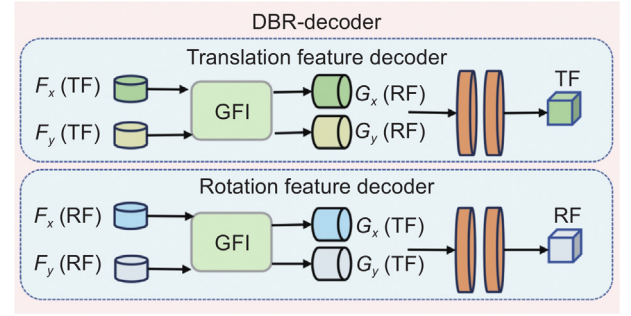 DBR-decoder
Translation feature decoder
Fx (TF)
Fy (TF)
GFI
Gx (RF)
Gy (RF)
TF
Rotation feature decoder
Fx (RF)
Fy (RF)
GFI
Gx (TF)
Gy (TF)
RF